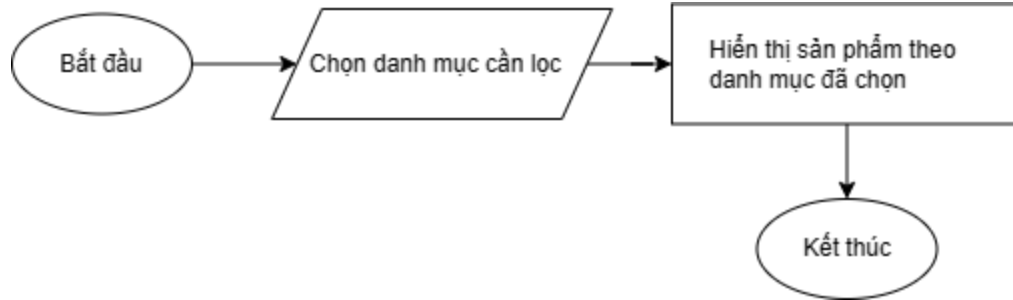 Bắt đầu
Chọn danh mục cần lọc
Hiển thị sản phẩm theo
danh mục đã chọn
Kết thúc